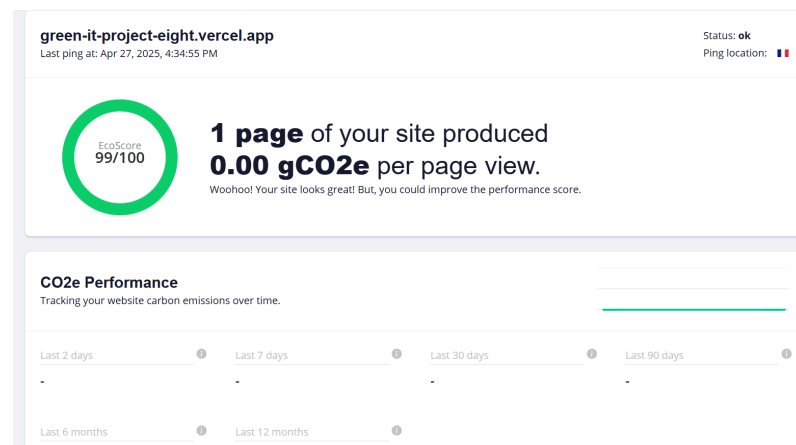 green-it-project-eight.vercel.app
Status: ok
Last ping at: Apr 27, 2025, 4:34:55 PM
Ping location:
EcoScore
99/100
1 page of your site produced
0.00 gCO2e per page view.
Woohoo! Your site looks great! But, you could improve the performance score.
CO2e Performance
Tracking your website carbon emissions over time.
Last 2 days
Last 7 days
Last 30 days
Last 90 days
-
-
-
-
Last 6 months
Last 12 months